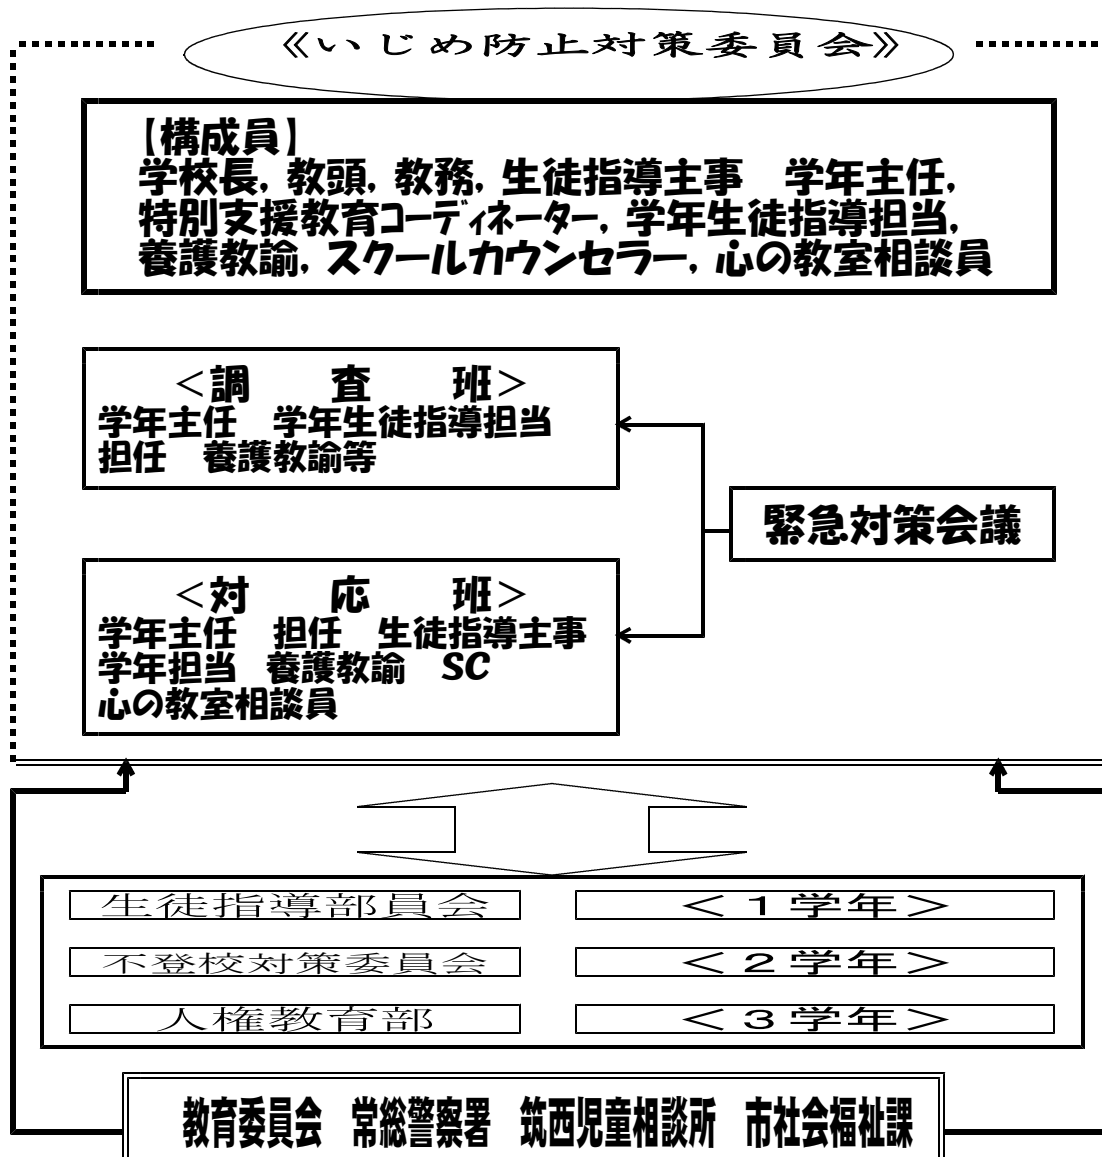 《いじめ防止対策委員会》
【構成員】
学校長，教頭，教務，生徒指導主事　学年主任，
特別支援教育コーディネーター，学年生徒指導担当，
養護教諭，スクールカウンセラー，心の教室相談員
＜調　査　班＞
学年主任　学年生徒指導担当
担任　養護教諭等
緊急対策会議
＜対　応　班＞
学年主任　担任　生徒指導主事
学年担当　養護教諭　SC
心の教室相談員
生徒指導部員会
＜１学年＞
不登校対策委員会
＜２学年＞
人権教育部
＜３学年＞
教育委員会　常総警察署　筑西児童相談所　市社会福祉課